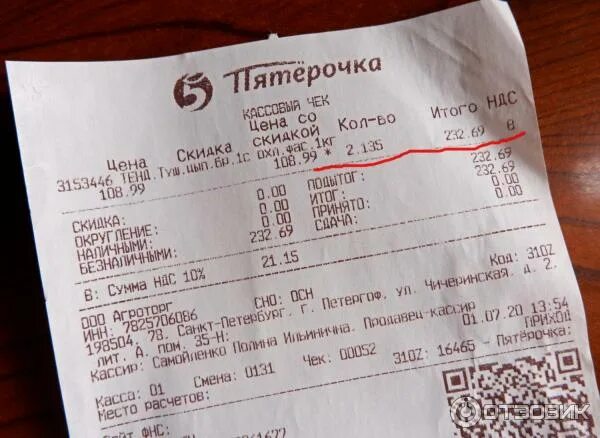 5 Пятёрочка
КАССОВЫЙ ЧЕК
Цена Скидка Цена со скидкой Кол-во Итого НДС
3153446 ТЕНД.Туш.цып.бр.1с охл.фас.1кг
108.99 108.99 * 2.135 232.69 В
СКИДКА: 0.00 ПОДЫТОГ: 232.69
ОКРУГЛЕНИЕ: 0.00 ИТОГ: 232.69
НАЛИЧНЫМИ: 0.00 ПРИНЯТО: 0.00
БЕЗНАЛИЧНЫМИ: 232.69 СДАЧА: 0.00
В: Сумма НДС 10% 21.15
ООО Агроторг
ИНН: 7825706086 СНО: ОСН Код: 310Z
198504, 78, Санкт-Петербург, г. Петергоф, ул. Чичеринская, д. 2,
лит. А, пом. 35-Н;
Кассир: Самойленко Полина Ильинична. Продавец-кассир 01.07.20 13:54
ПРИХОД
Касса: 01 Смена: 0131 Чек: 00052 310Z: 16465 Пятёрочка:
Место расчетов:
Сайт ФНС:
ОТЗОВИК